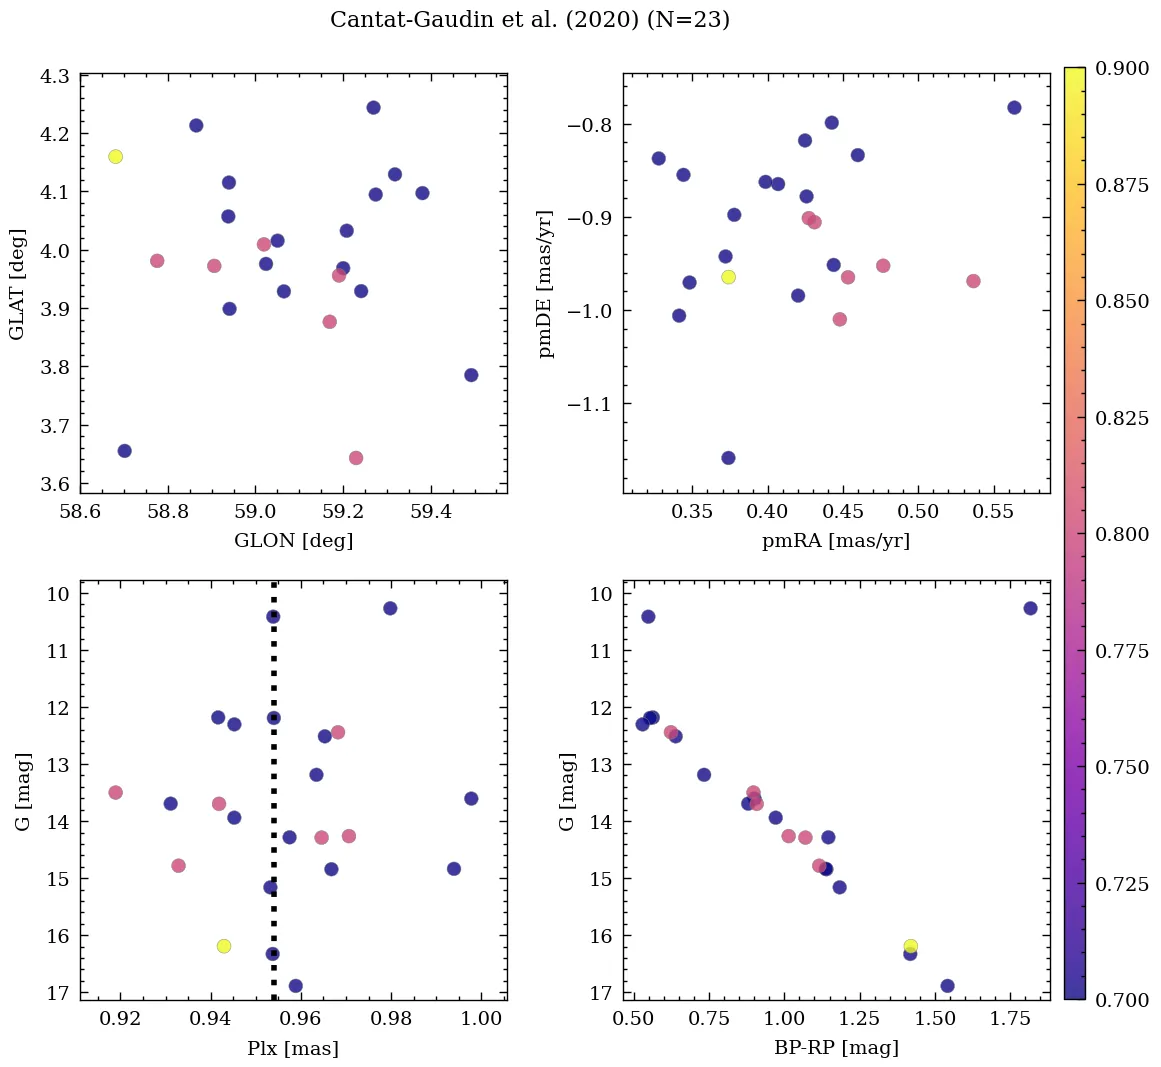 Cantat-Gaudin et al. (2020) (N=23)
4.3
4.2
4.1
4.0
3.9
3.8
3.7
3.6
GLAT [deg]
58.6 58.8 59.0 59.2 59.4
GLON [deg]
−0.8
−0.9
−1.0
−1.1
pmDE [mas/yr]
0.35 0.40 0.45 0.50 0.55
pmRA [mas/yr]
10
11
12
13
14
15
16
17
G [mag]
0.92 0.94 0.96 0.98 1.00
Plx [mas]
10
11
12
13
14
15
16
17
G [mag]
0.50 0.75 1.00 1.25 1.50 1.75
BP-RP [mag]
0.900
0.875
0.850
0.825
0.800
0.775
0.750
0.725
0.700